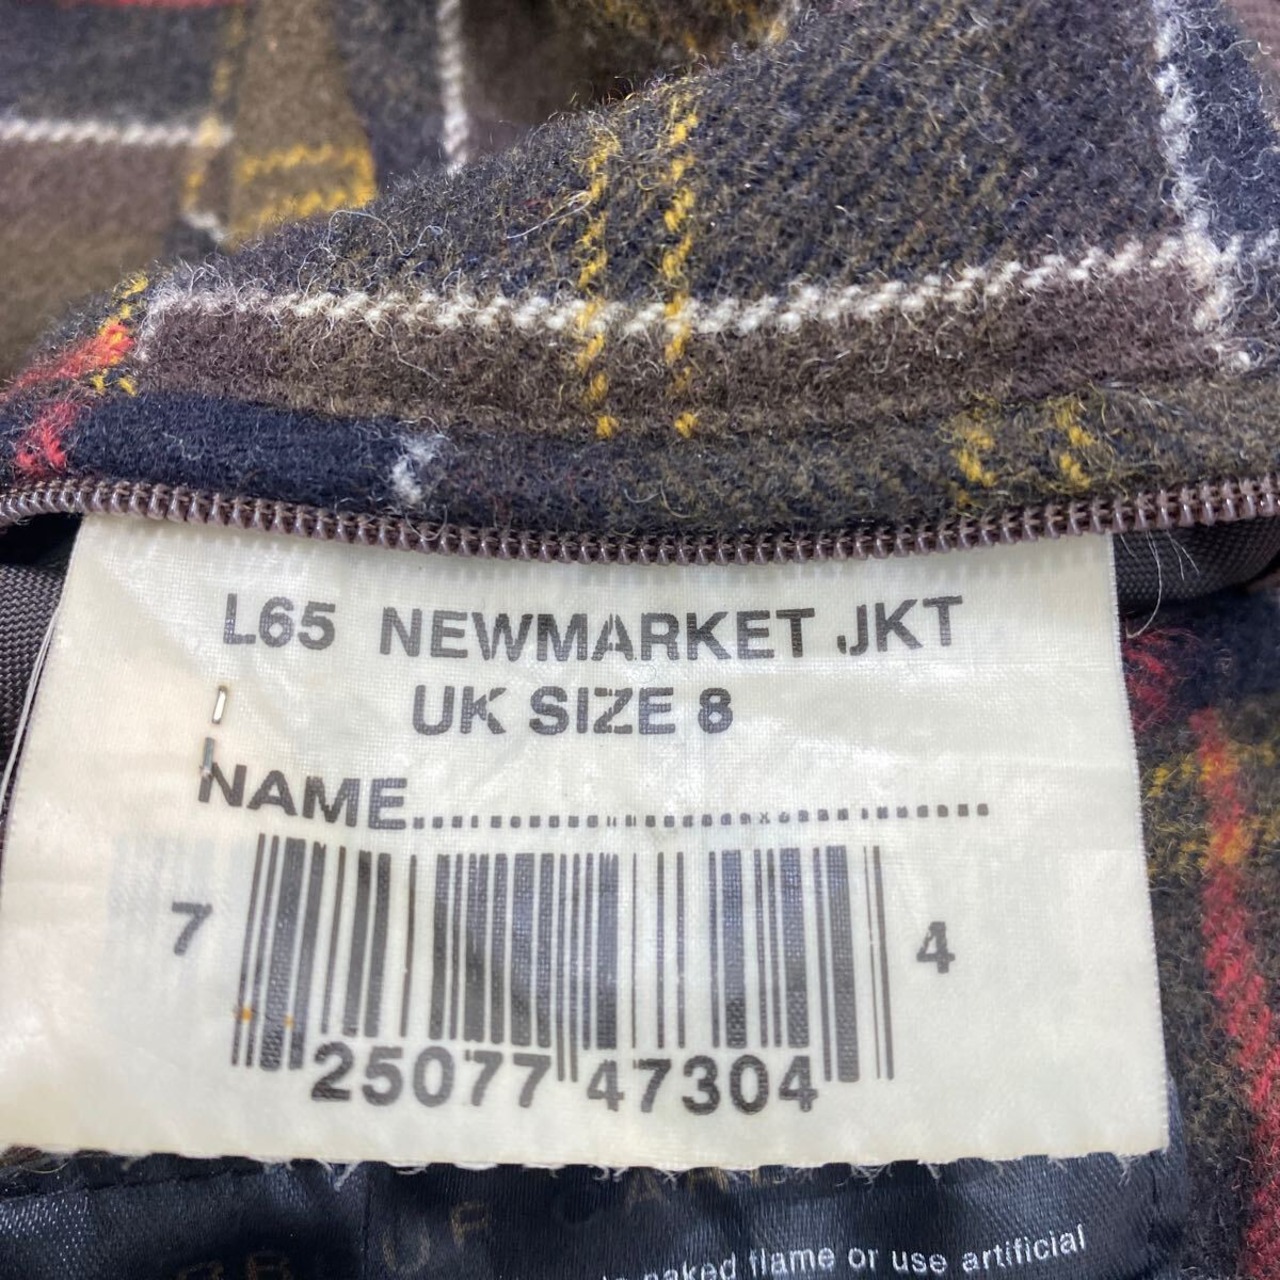 L65 NEWMARKET JKT
UK SIZE 8
NAME..........................................
7 25077 47304 4
naked flame or use artificial